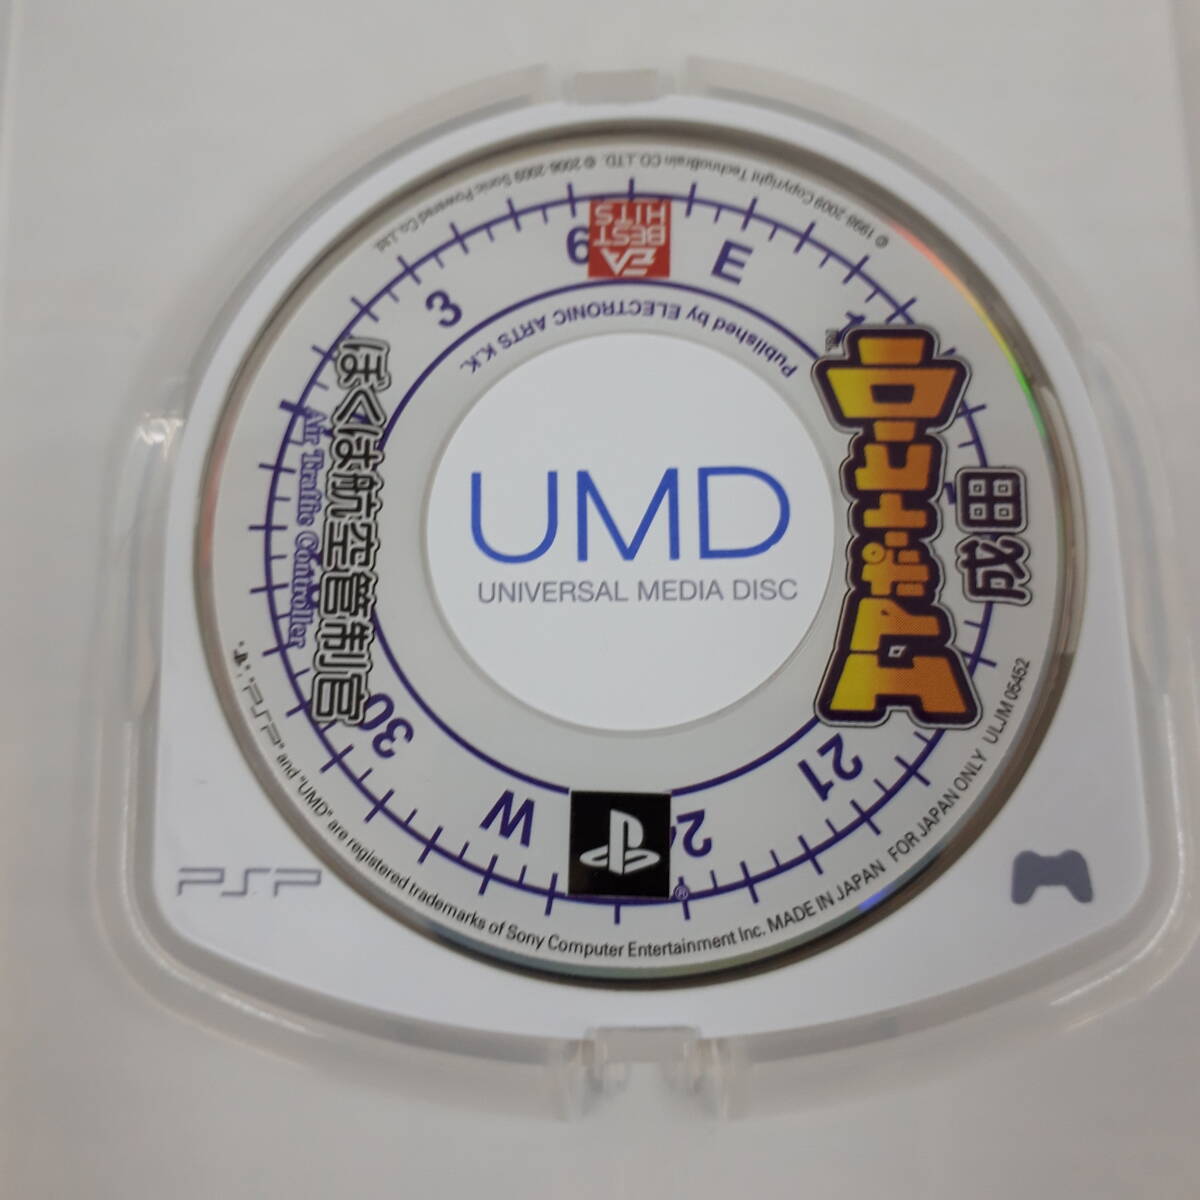 © 1998-2009 Copyright TechnoBrain CO.,LTD. © 2006-2009 Sonic Powered Co.,Ltd.
EA
BEST
HITS
3
6
E
21
24
W
30
Published by ELECTRONIC ARTS K.K.
ぼくは航空管制官
Air Traffic Controller
エアポートヒーロー
成田
UMD
UNIVERSAL MEDIA DISC
"PSP" and "UMD" are registered trademarks of Sony Computer Entertainment Inc. MADE IN JAPAN FOR JAPAN ONLY ULJM 05452
®
PSP